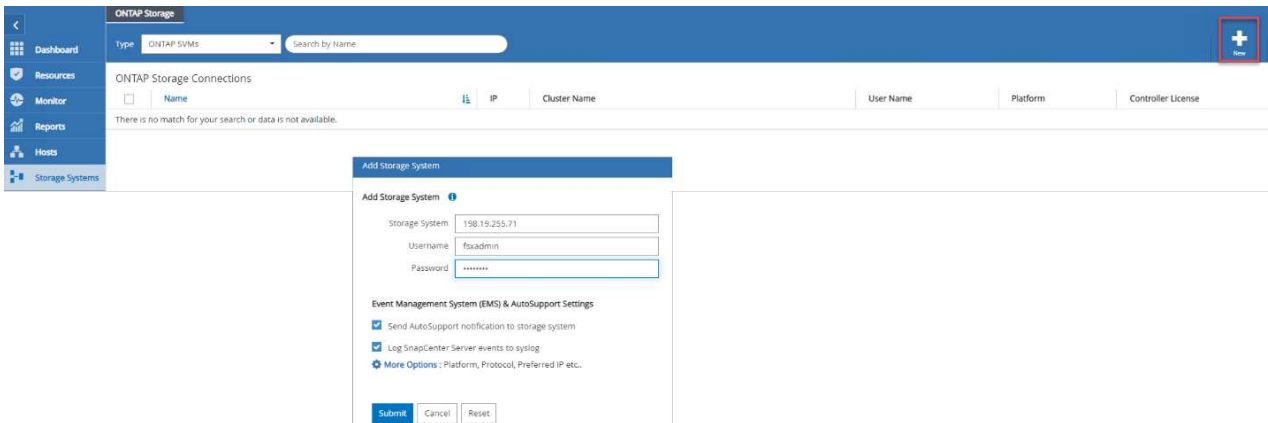 ONTAP Storage
Type ONTAP SVMs Search by Name New
Dashboard
Resources
Monitor
Reports
Hosts
Storage Systems
ONTAP Storage Connections
Name IP Cluster Name User Name Platform Controller License
There is no match for your search or data is not available.
Add Storage System
Add Storage System
Storage System 198.19.255.71
Username fsxadmin
Password ••••••••
Event Management System (EMS) & AutoSupport Settings
Send AutoSupport notification to storage system
Log SnapCenter Server events to syslog
More Options : Platform, Protocol, Preferred IP etc..
Submit Cancel Reset